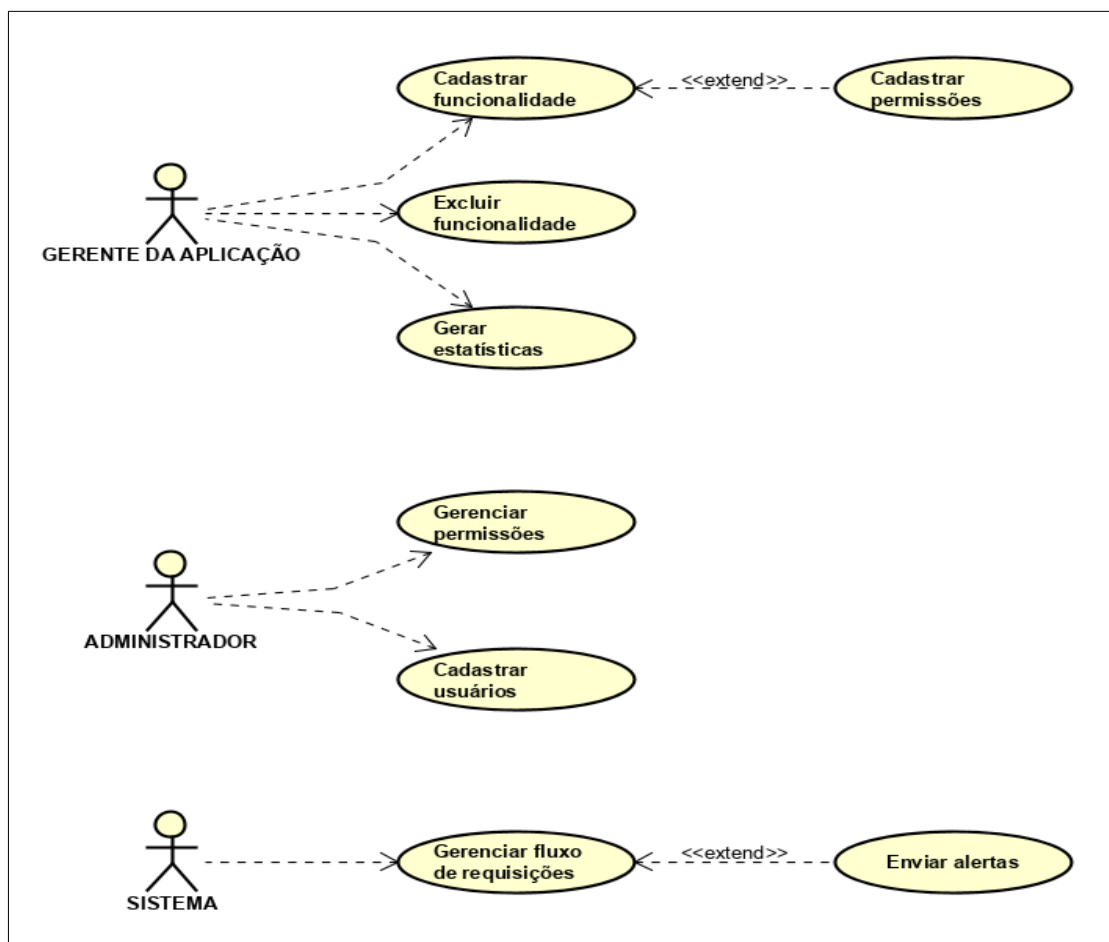 Cadastrar
funcionalidade
<<extend>>
Cadastrar
permissões
Excluir
funcionalidade
GERENTE DA APLICAÇÃO
Gerar
estatísticas
Gerenciar
permissões
ADMINISTRADOR
Cadastrar
usuários
Gerenciar fluxo
de requisições
<<extend>>
Enviar alertas
SISTEMA